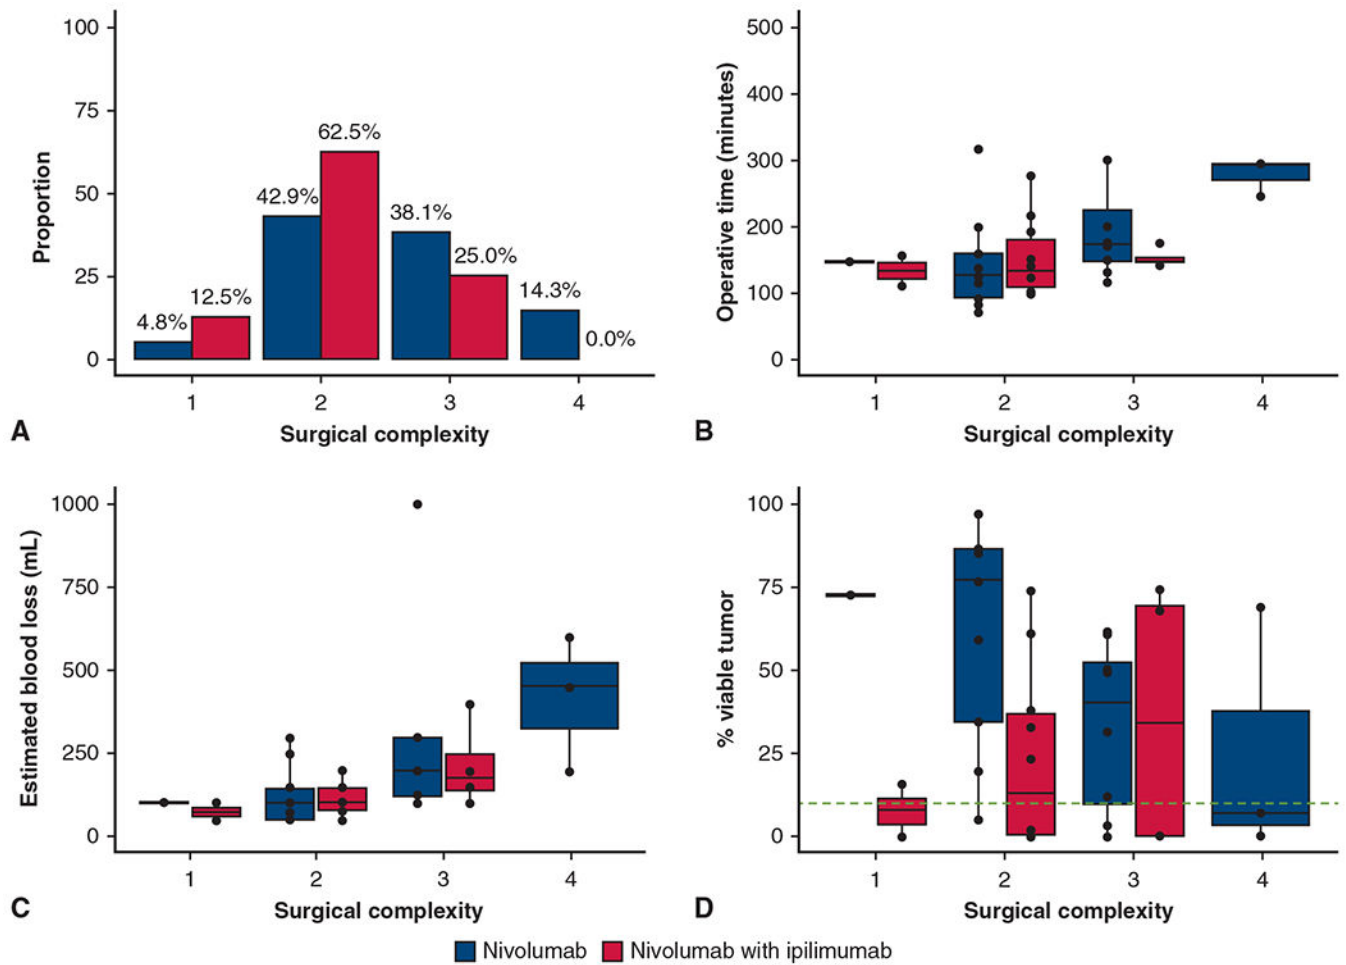 100
75
50
25
0
Proportion
4.8%
12.5%
42.9%
62.5%
38.1%
25.0%
14.3%
0.0%
1 2 3 4
Surgical complexity
A
500
400
300
200
100
0
Operative time (minutes)
1 2 3 4
Surgical complexity
B
1000
750
500
250
0
Estimated blood loss (mL)
1 2 3 4
Surgical complexity
C
100
75
50
25
0
% viable tumor
1 2 3 4
Surgical complexity
D
Nivolumab Nivolumab with ipilimumab